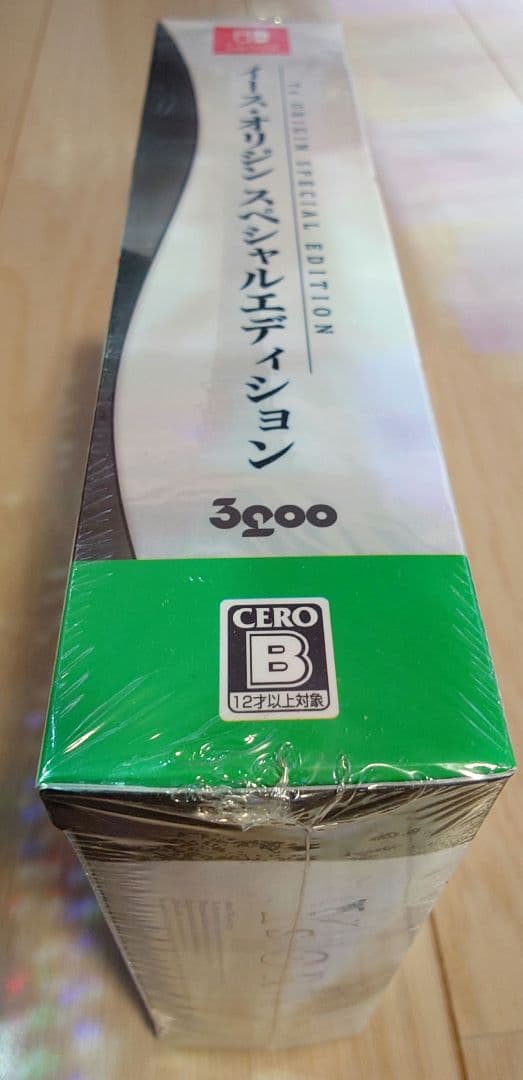 Ys ORIGIN SPECIAL EDITION
イース・オリジン スペシャルエディション
3goo
CERO
B
12才以上対象